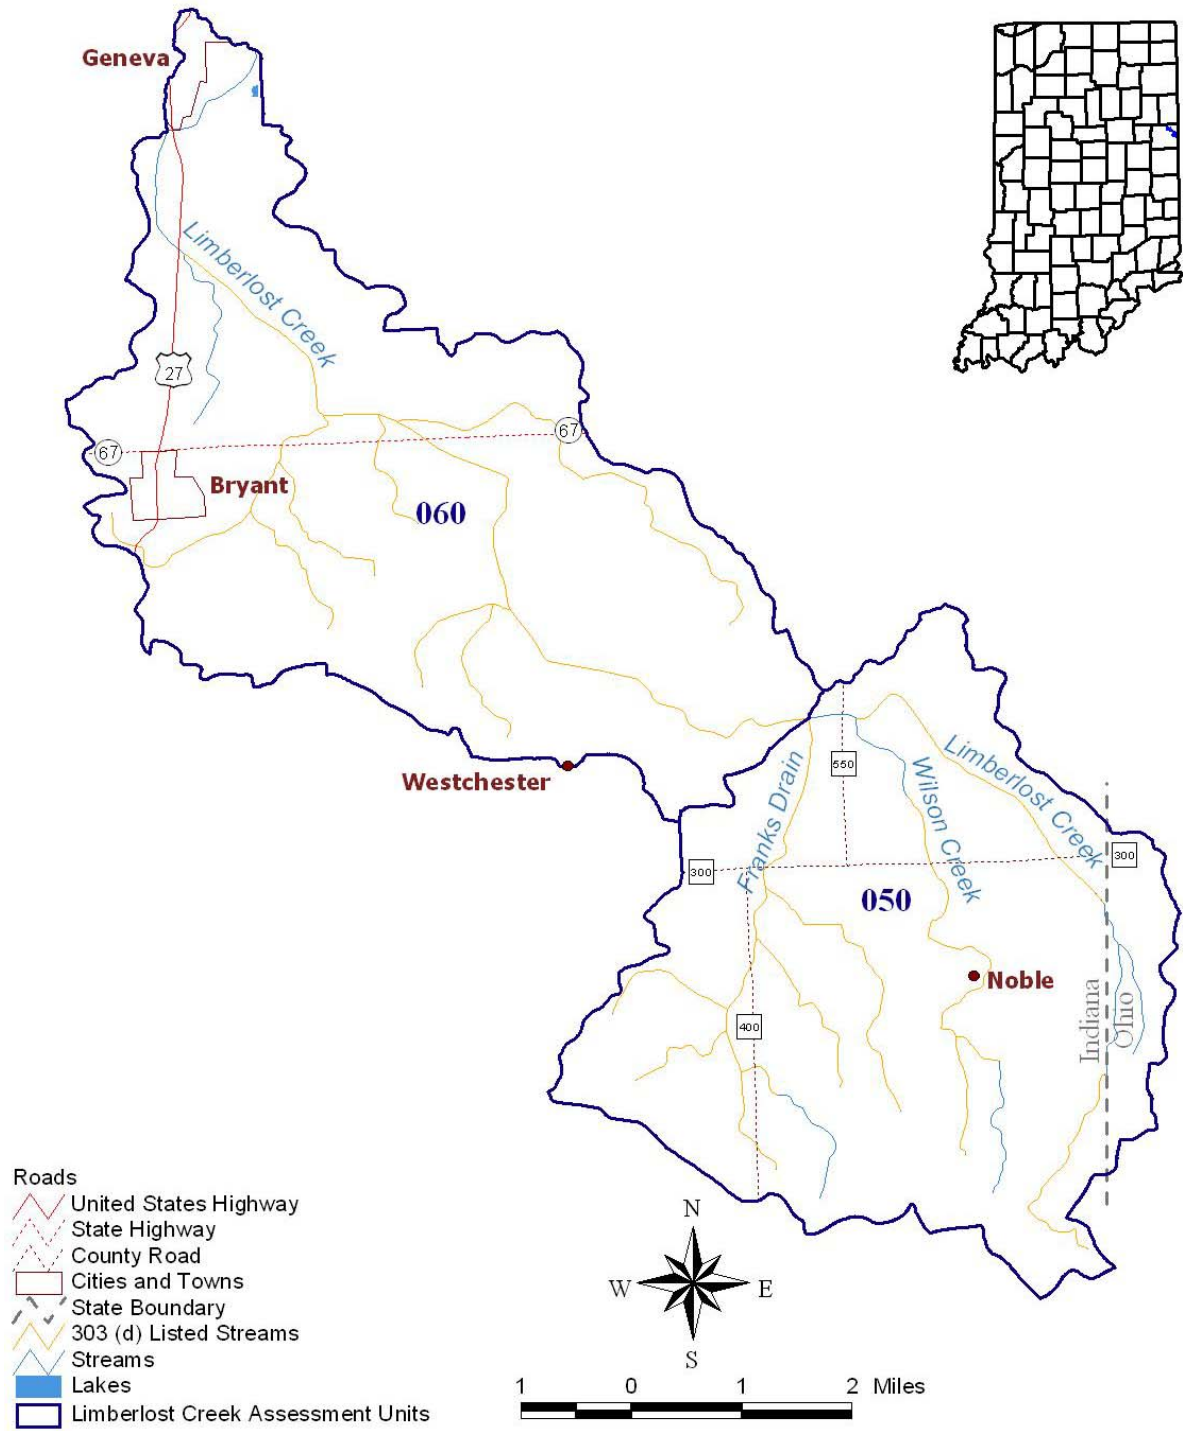 Geneva
Limberlost Creek
27
67
67
Bryant
060
Westchester
550
Franks Drain
Wilson Creek
Limberlost Creek
300
300
050
Noble
400
Indiana
Ohio
Roads
United States Highway
State Highway
County Road
Cities and Towns
State Boundary
303 (d) Listed Streams
Streams
Lakes
Limberlost Creek Assessment Units
N
W
E
S
1 0 1 2 Miles